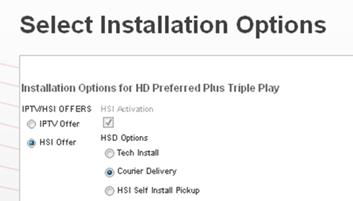 Select Installation Options
Installation Options for HD Preferred Plus Triple Play
IPTV/HSI OFFERS HSI Activation
IPTV Offer
HSI Offer HSD Options
Tech Install
Courier Delivery
HSI Self Install Pickup